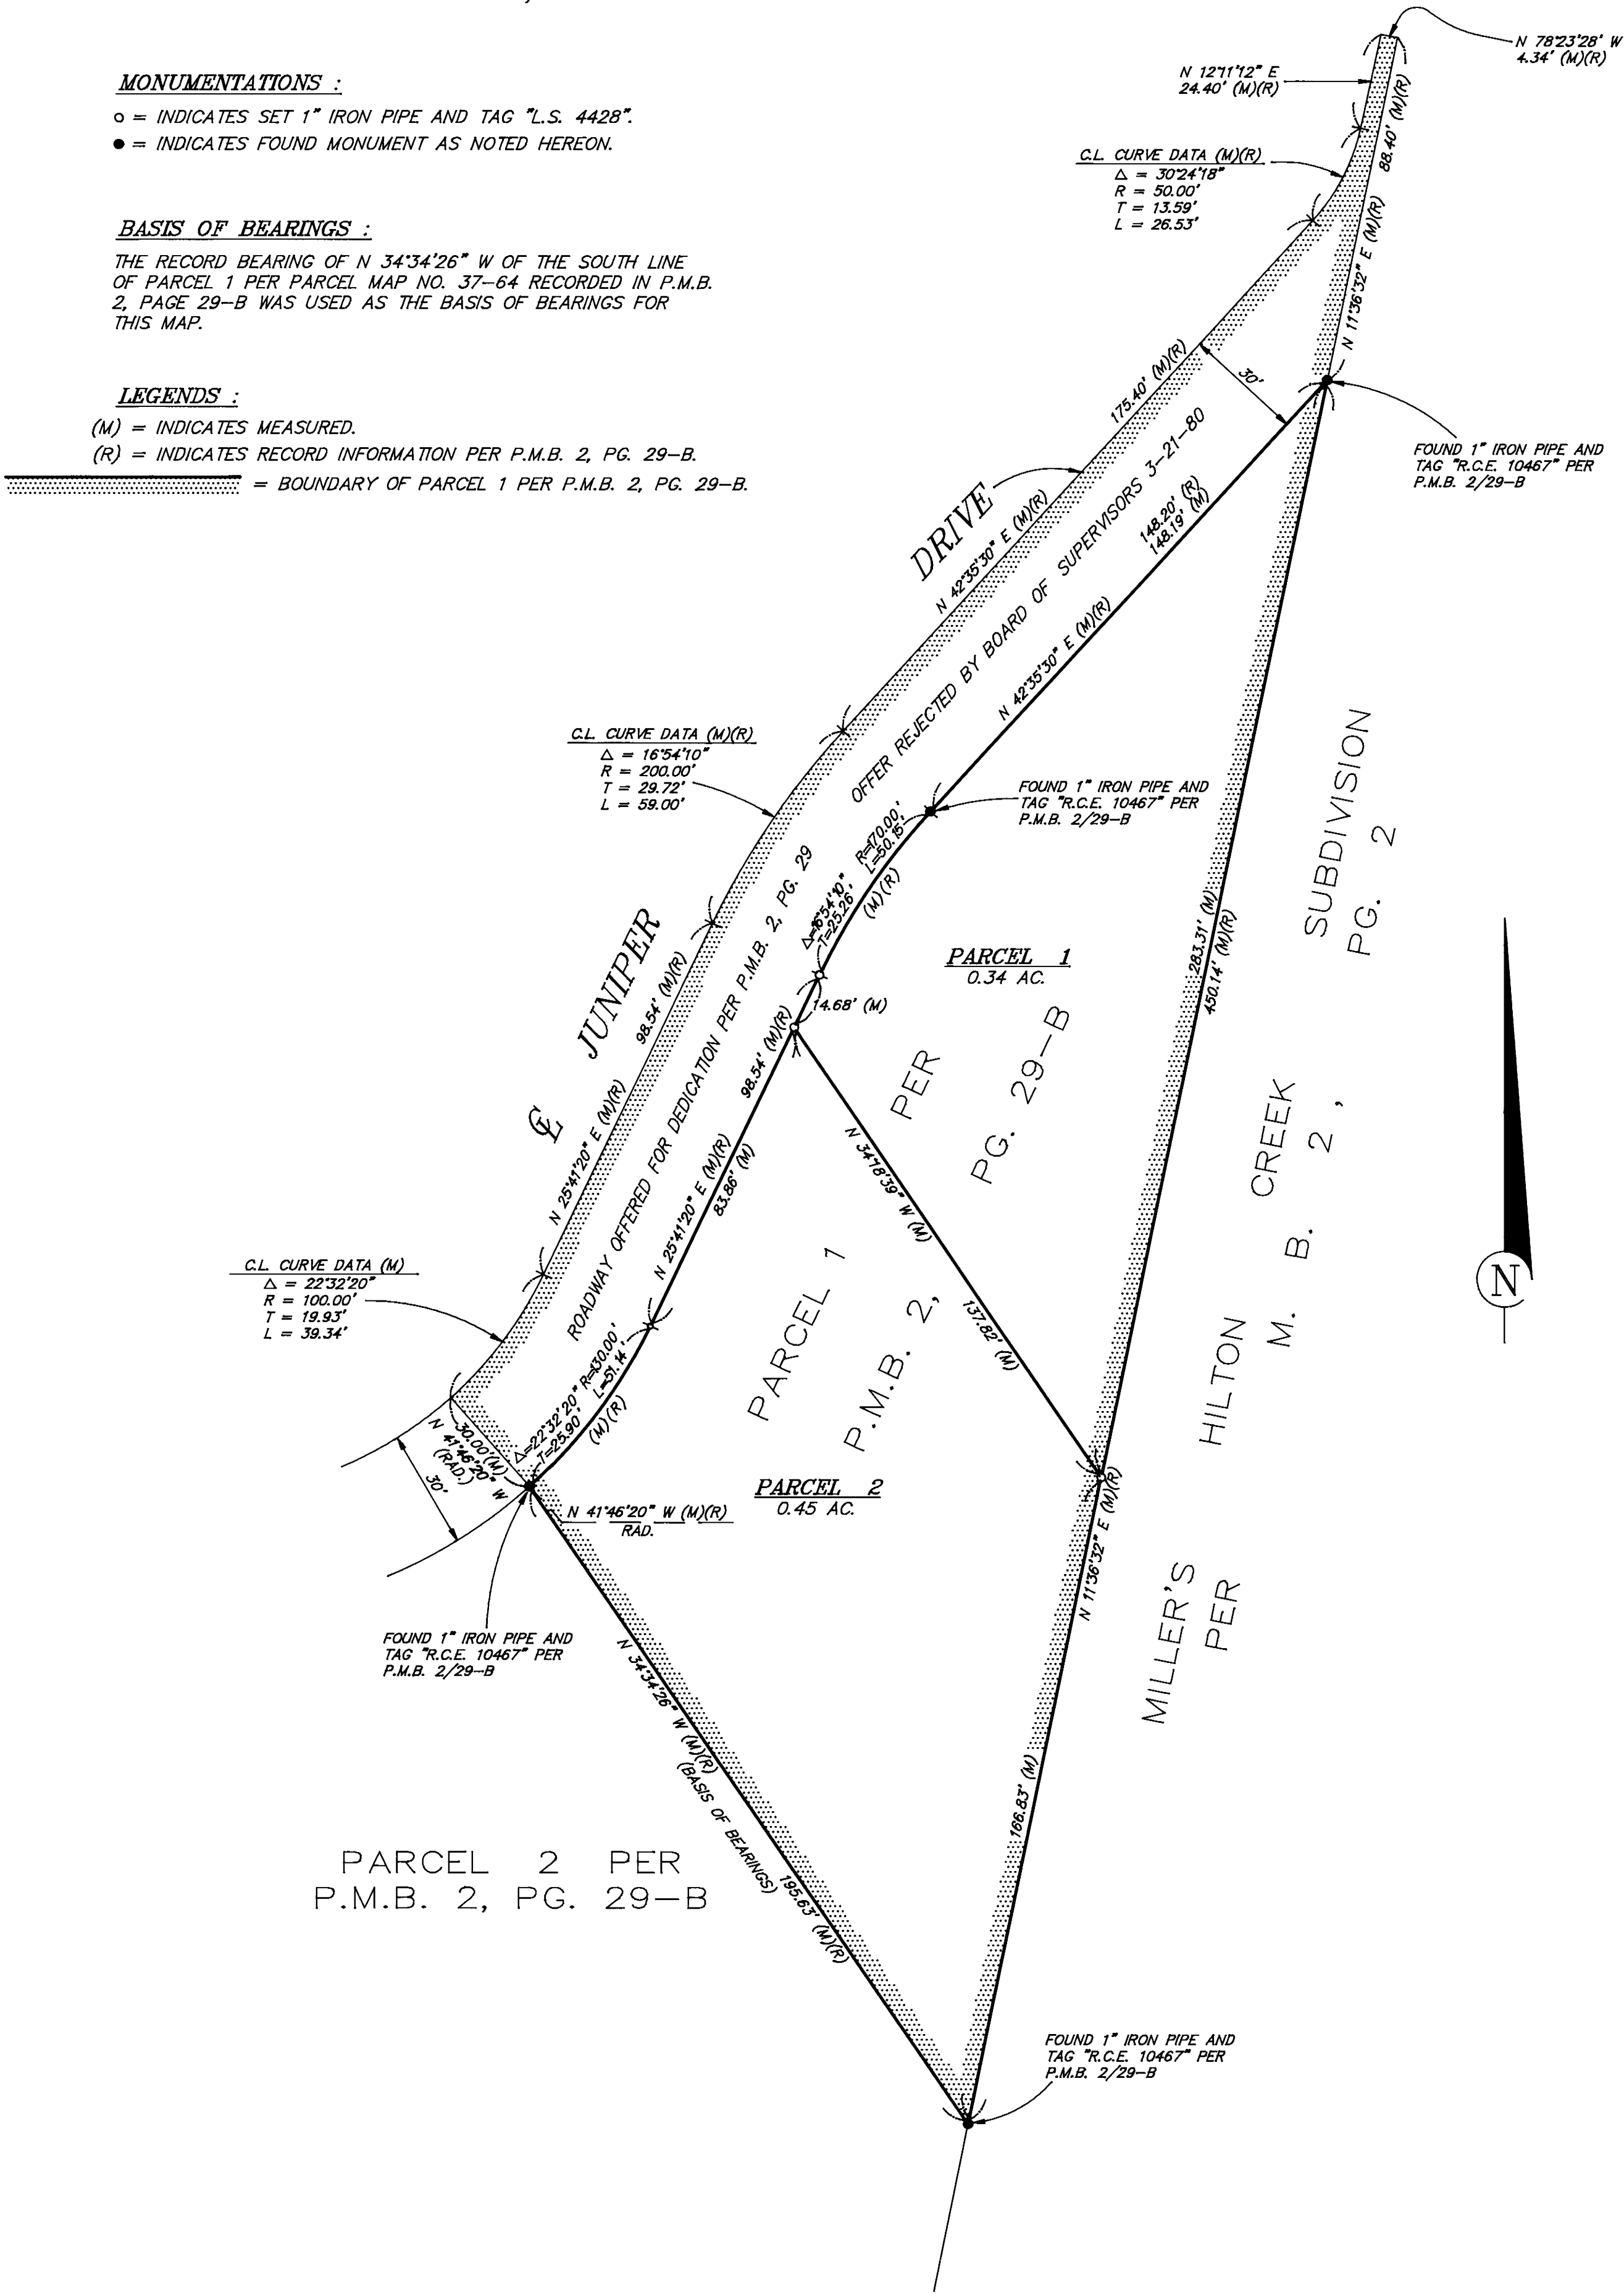 MONUMENTATIONS :
o = INDICATES SET 1" IRON PIPE AND TAG "L.S. 4428".
● = INDICATES FOUND MONUMENT AS NOTED HEREON.
BASIS OF BEARINGS :
THE RECORD BEARING OF N 34°34'26" W OF THE SOUTH LINE
OF PARCEL 1 PER PARCEL MAP NO. 37-64 RECORDED IN P.M.B.
2, PAGE 29-B WAS USED AS THE BASIS OF BEARINGS FOR
THIS MAP.
LEGENDS :
(M) = INDICATES MEASURED.
(R) = INDICATES RECORD INFORMATION PER P.M.B. 2, PG. 29-B.
= BOUNDARY OF PARCEL 1 PER P.M.B. 2, PG. 29-B.
N 78°23'28" W
4.34' (M)(R)
N 12°11'12" E
24.40' (M)(R)
C.L. CURVE DATA (M)(R)
Δ = 30°24'18"
R = 50.00'
T = 13.59'
L = 26.53'
N 11°36'32" E (M)(R) 88.40' (M)(R)
175.40' (M)(R)
30'
FOUND 1" IRON PIPE AND
TAG "R.C.E. 10467" PER
P.M.B. 2/29-B
DRIVE
N 42°35'30" E (M)(R)
148.20' (R)
148.19' (M)
N 42°35'30" E (M)(R)
OFFER REJECTED BY BOARD OF SUPERVISORS 3-21-80
C.L. CURVE DATA (M)(R)
Δ = 16°54'10"
R = 200.00'
T = 29.72'
L = 59.00'
FOUND 1" IRON PIPE AND
TAG "R.C.E. 10467" PER
P.M.B. 2/29-B
Δ=16°54'10" R=170.00'
T=25.26' L=50.15'
(M)(R)
SUBDIVISION
PG. 2
283.31' (M)
450.14' (M)(R)
PARCEL 1
0.34 AC.
14.68' (M)
JUNIPER
98.54' (M)(R)
98.54' (M)(R)
℄
N 25°41'20" E (M)(R)
ROADWAY OFFERED FOR DEDICATION PER P.M.B. 2, PG. 29
N 25°41'20" E (M)(R)
83.86' (M)
PER
PG. 29-B
N 34°18'39" W (M)
137.82' (M)
CREEK
M. B. 2,
N
C.L. CURVE DATA (M)
Δ = 22°32'20"
R = 100.00'
T = 19.93'
L = 39.34'
PARCEL 1
P.M.B. 2,
HILTON
Δ=22°32'20" R=130.00'
T=25.90' L=51.14'
(M)(R)
30.00'(M)
N 41°46'20" W
(RAD.)
30'
N 41°46'20" W (M)(R)
RAD.
PARCEL 2
0.45 AC.
N 11°36'32" E (M)(R)
MILLER'S
PER
FOUND 1" IRON PIPE AND
TAG "R.C.E. 10467" PER
P.M.B. 2/29-B
N 34°34'26" W (M)(R)
(BASIS OF BEARINGS)
195.63' (M)(R)
166.83' (M)
PARCEL 2 PER
P.M.B. 2, PG. 29-B
FOUND 1" IRON PIPE AND
TAG "R.C.E. 10467" PER
P.M.B. 2/29-B